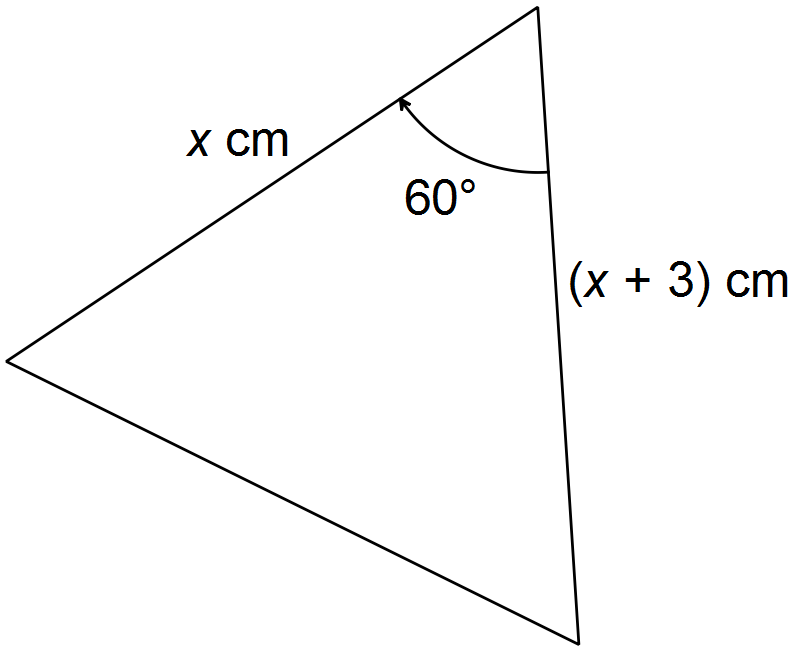 x cm
60°
(x + 3) cm